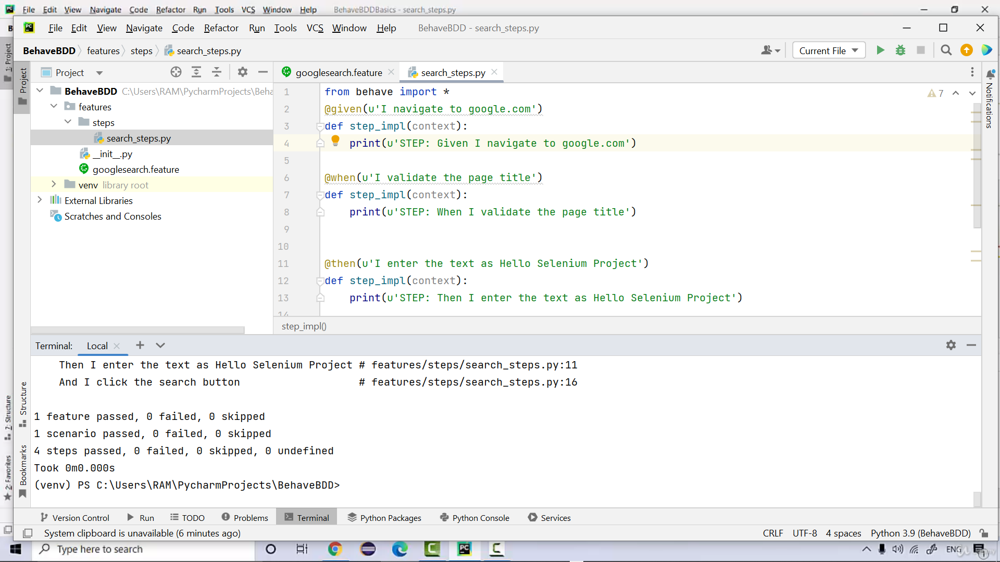 File Edit View Navigate Code Refactor Run Tools VCS Window Help BehaveBDDBasics - search_steps.py
File Edit View Navigate Code Refactor Run Tools VCS Window Help BehaveBDD - search_steps.py
BehaveBDD features steps search_steps.py
Current File
Project
googlesearch.feature
search_steps.py
1: Project
Project
Notifications
BehaveBDD C:\Users\RAM\PycharmProjects\Beha
features
steps
search_steps.py
__init__.py
googlesearch.feature
venv library root
External Libraries
Scratches and Consoles
7
1 from behave import *
2 @given(u'I navigate to google.com')
3 def step_impl(context):
4 print(u'STEP: Given I navigate to google.com')
5
6 @when(u'I validate the page title')
7 def step_impl(context):
8 print(u'STEP: When I validate the page title')
9
10
11 @then(u'I enter the text as Hello Selenium Project')
12 def step_impl(context):
13 print(u'STEP: Then I enter the text as Hello Selenium Project')
14
step_impl()
Terminal: Local
Then I enter the text as Hello Selenium Project # features/steps/search_steps.py:11
And I click the search button # features/steps/search_steps.py:16
1 feature passed, 0 failed, 0 skipped
1 scenario passed, 0 failed, 0 skipped
4 steps passed, 0 failed, 0 skipped, 0 undefined
Took 0m0.000s
(venv) PS C:\Users\RAM\PycharmProjects\BehaveBDD>
7: Structure
Structure
2: Favorites
Bookmarks
Version Control Run TODO Problems Terminal Python Packages Python Console Services
System clipboard is unavailable (6 minutes ago)
CRLF UTF-8 4 spaces Python 3.9 (BehaveBDD)
Type here to search
ENG